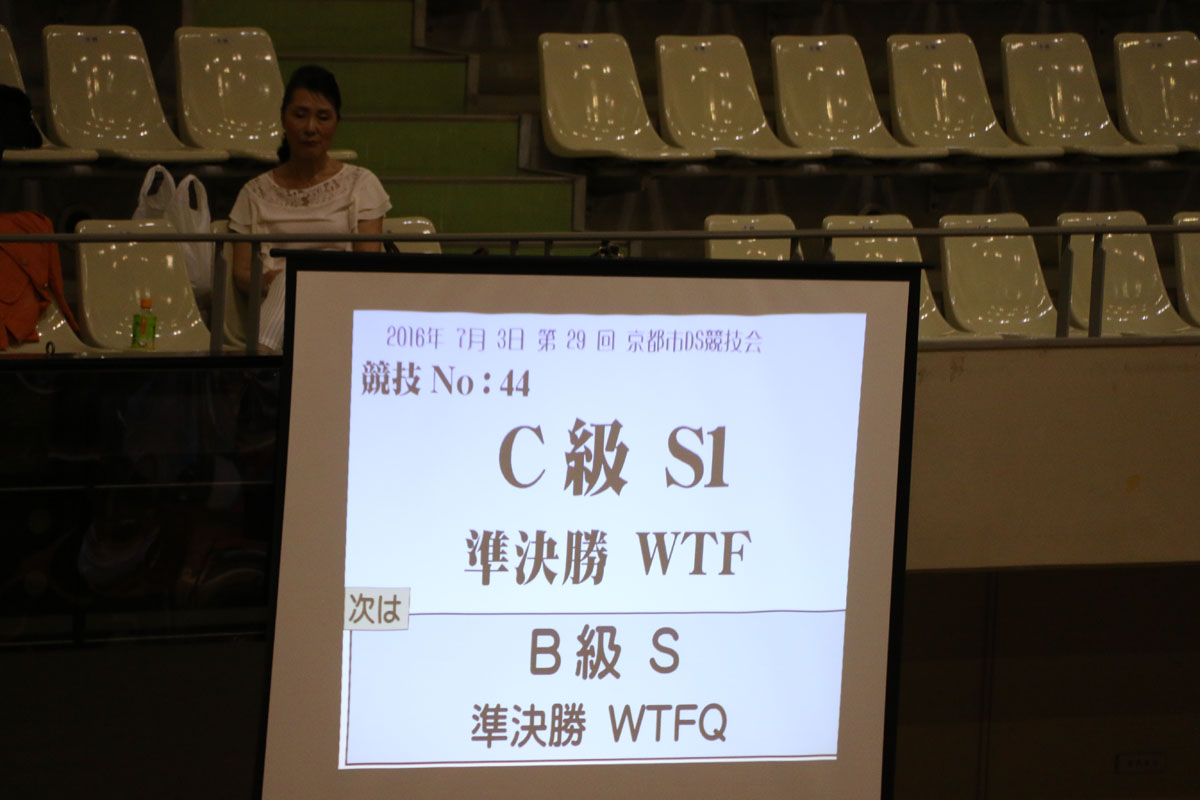 2016年 7月 3日 第 29 回 京都市DS競技会
競技 No : 44
C 級 S1
準決勝 WTF
次は
B 級 S
準決勝 WTFQ